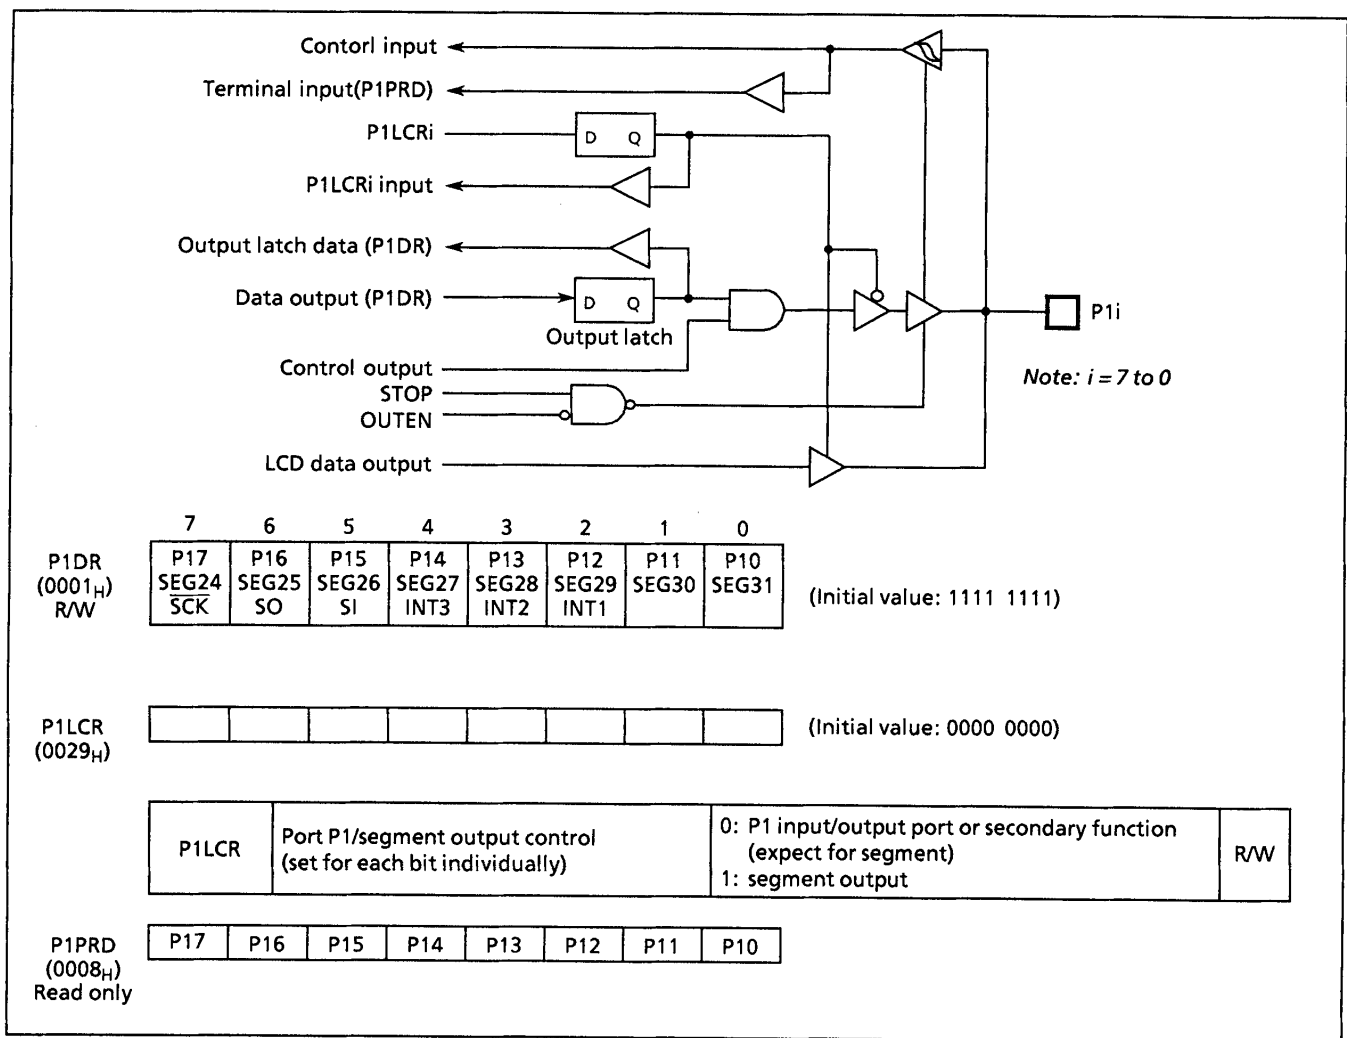 Contorl input
Terminal input(P1PRD)
P1LCRi
D Q
P1LCRi input
Output latch data (P1DR)
Data output (P1DR)
D Q
Output latch
P1i
Control output
Note: i = 7 to 0
STOP
OUTEN
LCD data output
7 6 5 4 3 2 1 0
P1DR
(0001H)
R/W
P17 P16 P15 P14 P13 P12 P11 P10
SEG24 SEG25 SEG26 SEG27 SEG28 SEG29 SEG30 SEG31
SCK SO SI INT3 INT2 INT1
(Initial value: 1111 1111)
P1LCR
(0029H)
(Initial value: 0000 0000)
P1LCR
Port P1/segment output control
(set for each bit individually)
0: P1 input/output port or secondary function
(expect for segment)
1: segment output
R/W
P1PRD
(0008H)
Read only
P17 P16 P15 P14 P13 P12 P11 P10